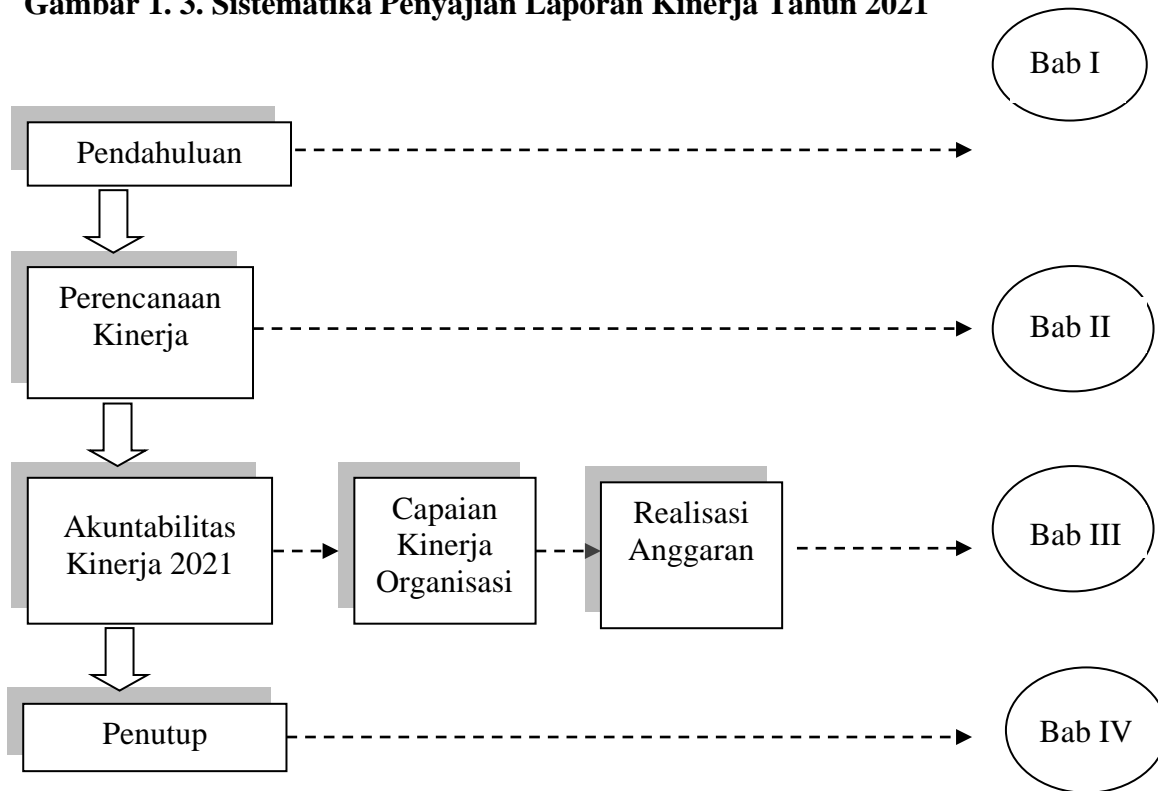 Gambar 1. 3. Sistematika Penyajian Laporan Kinerja Tahun 2021
Bab I
Pendahuluan
Perencanaan
Kinerja
Bab II
Akuntabilitas
Kinerja 2021
Capaian
Kinerja
Organisasi
Realisasi
Anggaran
Bab III
Penutup
Bab IV